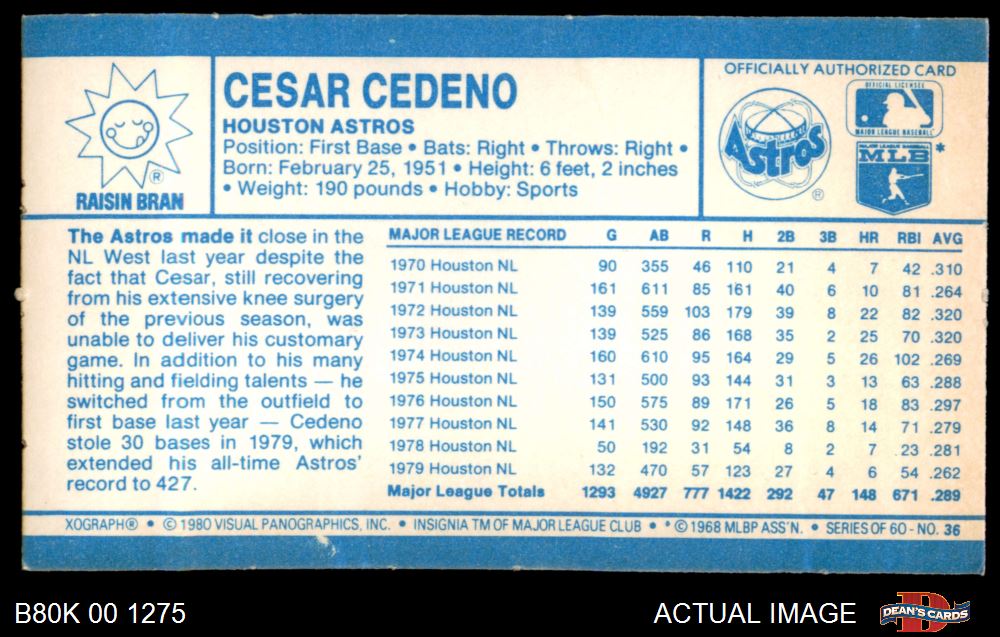 RAISIN BRAN
®
CESAR CEDENO
HOUSTON ASTROS
Position: First Base • Bats: Right • Throws: Right •
Born: February 25, 1951 • Height: 6 feet, 2 inches
• Weight: 190 pounds • Hobby: Sports
OFFICIALLY AUTHORIZED CARD
Astros
®
OFFICIAL LICENSEE
MAJOR LEAGUE BASEBALL
MAJOR LEAGUE BASEBALL
MLB *
The Astros made it close in the
NL West last year despite the
fact that Cesar, still recovering
from his extensive knee surgery
of the previous season, was
unable to deliver his customary
game. In addition to his many
hitting and fielding talents — he
switched from the outfield to
first base last year — Cedeno
stole 30 bases in 1979, which
extended his all-time Astros'
record to 427.
MAJOR LEAGUE RECORD G AB R H 2B 3B HR RBI AVG
1970 Houston NL 90 355 46 110 21 4 7 42 .310
1971 Houston NL 161 611 85 161 40 6 10 81 .264
1972 Houston NL 139 559 103 179 39 8 22 82 .320
1973 Houston NL 139 525 86 168 35 2 25 70 .320
1974 Houston NL 160 610 95 164 29 5 26 102 .269
1975 Houston NL 131 500 93 144 31 3 13 63 .288
1976 Houston NL 150 575 89 171 26 5 18 83 .297
1977 Houston NL 141 530 92 148 36 8 14 71 .279
1978 Houston NL 50 192 31 54 8 2 7 23 .281
1979 Houston NL 132 470 57 123 27 4 6 54 .262
Major League Totals 1293 4927 777 1422 292 47 148 671 .289
XOGRAPH® • © 1980 VISUAL PANOGRAPHICS, INC. • INSIGNIA TM OF MAJOR LEAGUE CLUB • * © 1968 MLBP ASS'N. • SERIES OF 60 - NO. 36
B80K 00 1275
ACTUAL IMAGE
D
DEAN'S CARDS